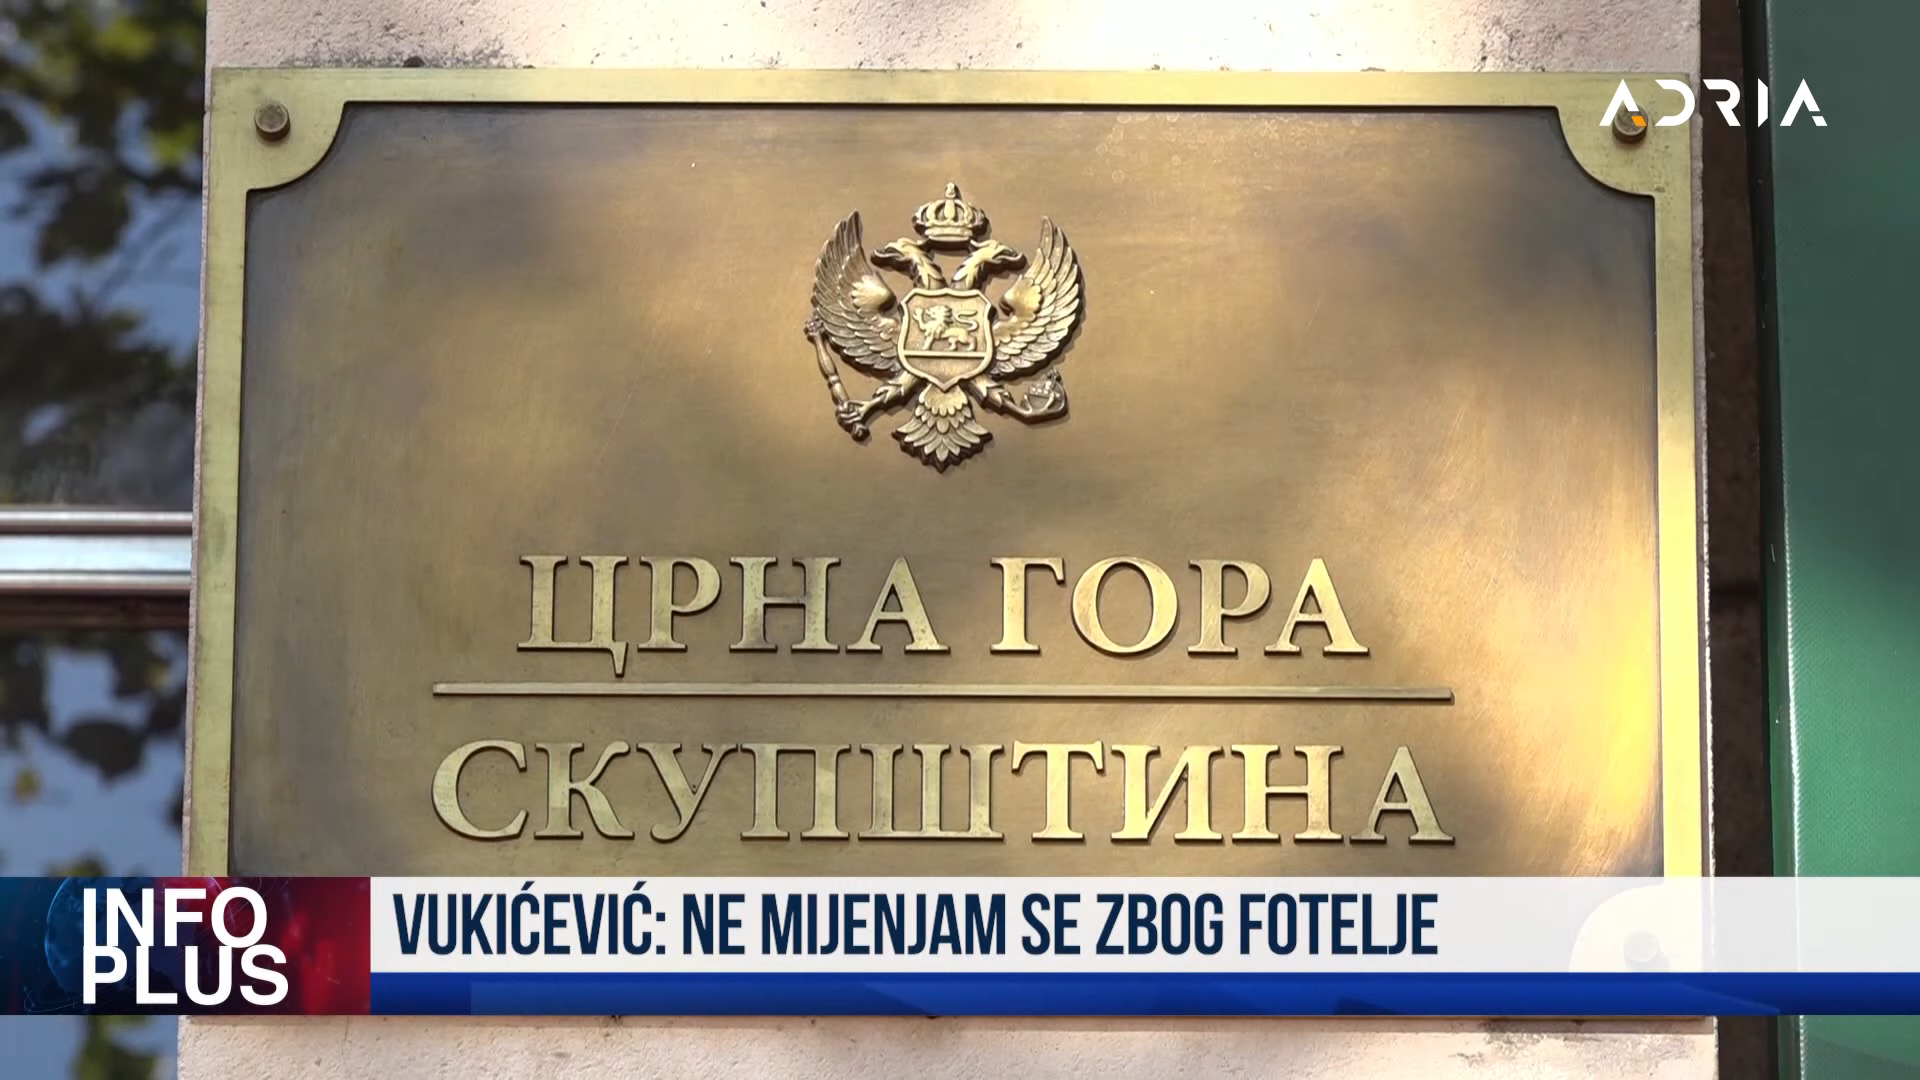 ADRIA
ЦРНА ГОРА
СКУПШТИНА
INFO
PLUS
VUKIĆEVIĆ: NE MIJENJAM SE ZBOG FOTELJE